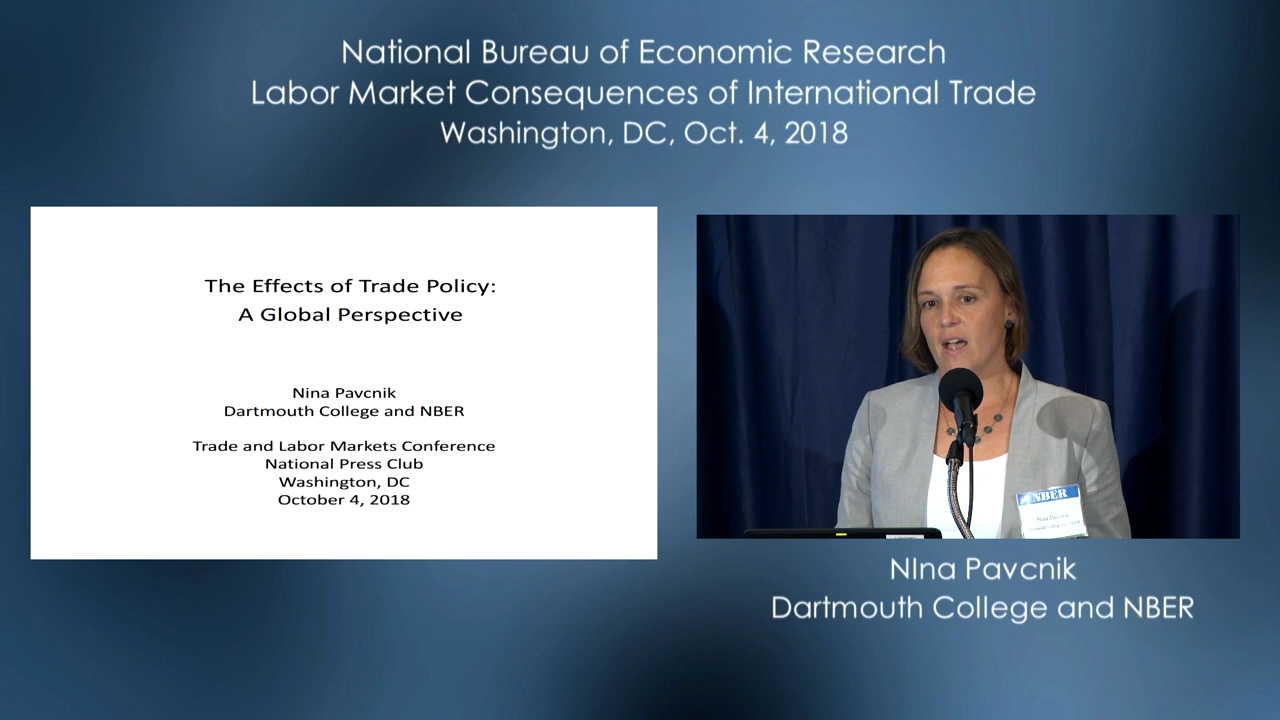 National Bureau of Economic Research
Labor Market Consequences of International Trade
Washington, DC, Oct. 4, 2018
The Effects of Trade Policy:
A Global Perspective
Nina Pavcnik
Dartmouth College and NBER
Trade and Labor Markets Conference
National Press Club
Washington, DC
October 4, 2018
NBER
Nina Pavcnik
NIna Pavcnik
Dartmouth College and NBER